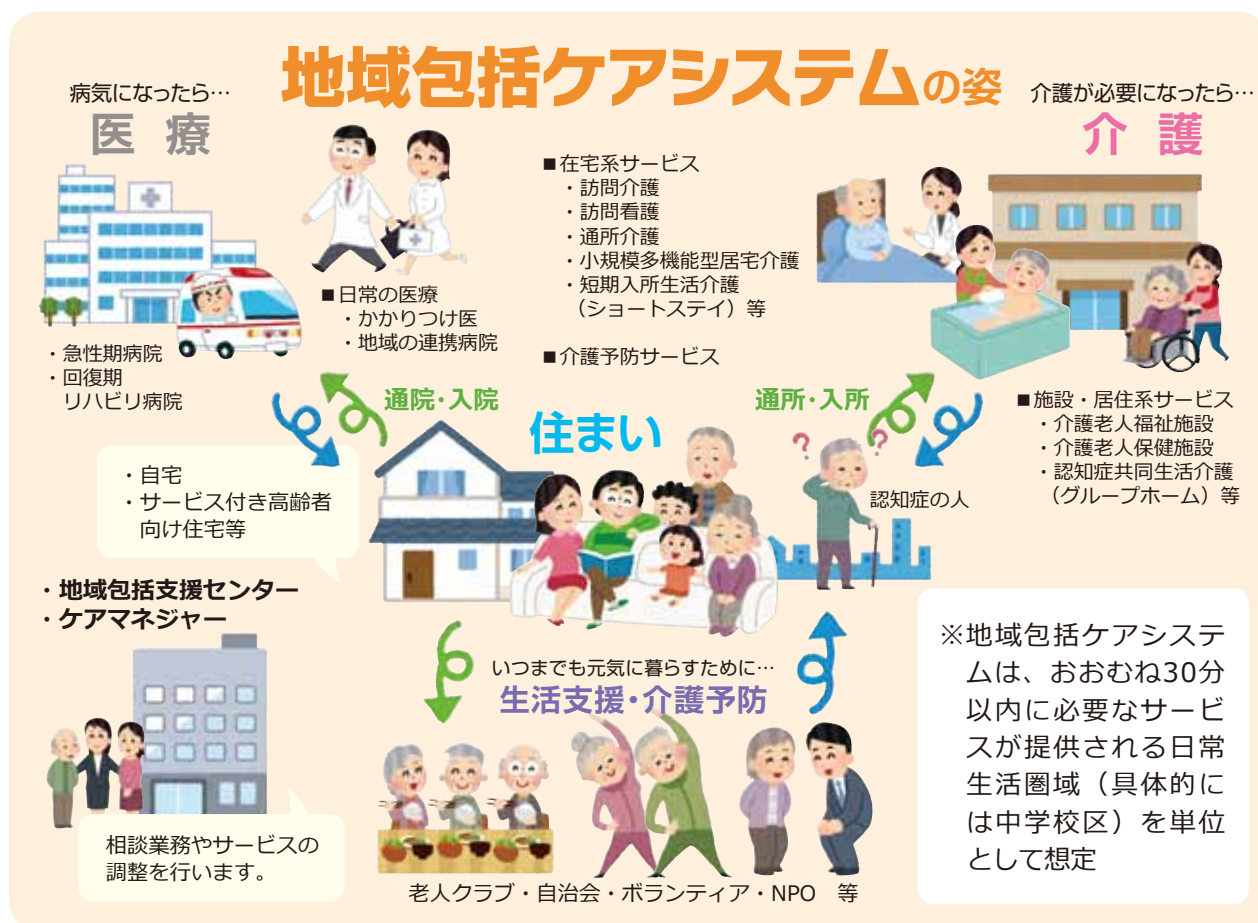 地域包括ケアシステムの姿
病気になったら…
医療
■日常の医療
・かかりつけ医
・地域の連携病院
・急性期病院
・回復期
リハビリ病院
■在宅系サービス
・訪問介護
・訪問看護
・通所介護
・小規模多機能型居宅介護
・短期入所生活介護
（ショートステイ）等
■介護予防サービス
介護が必要になったら…
介護
■施設・居住系サービス
・介護老人福祉施設
・介護老人保健施設
・認知症共同生活介護
（グループホーム）等
通院・入院
住まい
通所・入所
? ?
認知症の人
・自宅
・サービス付き高齢者
向け住宅等
・地域包括支援センター
・ケアマネジャー
相談業務やサービスの
調整を行います。
いつまでも元気に暮らすために…
生活支援・介護予防
老人クラブ・自治会・ボランティア・NPO 等
※地域包括ケアシステ
ムは、おおむね30分
以内に必要なサービ
スが提供される日常
生活圏域（具体的に
は中学校区）を単位
として想定